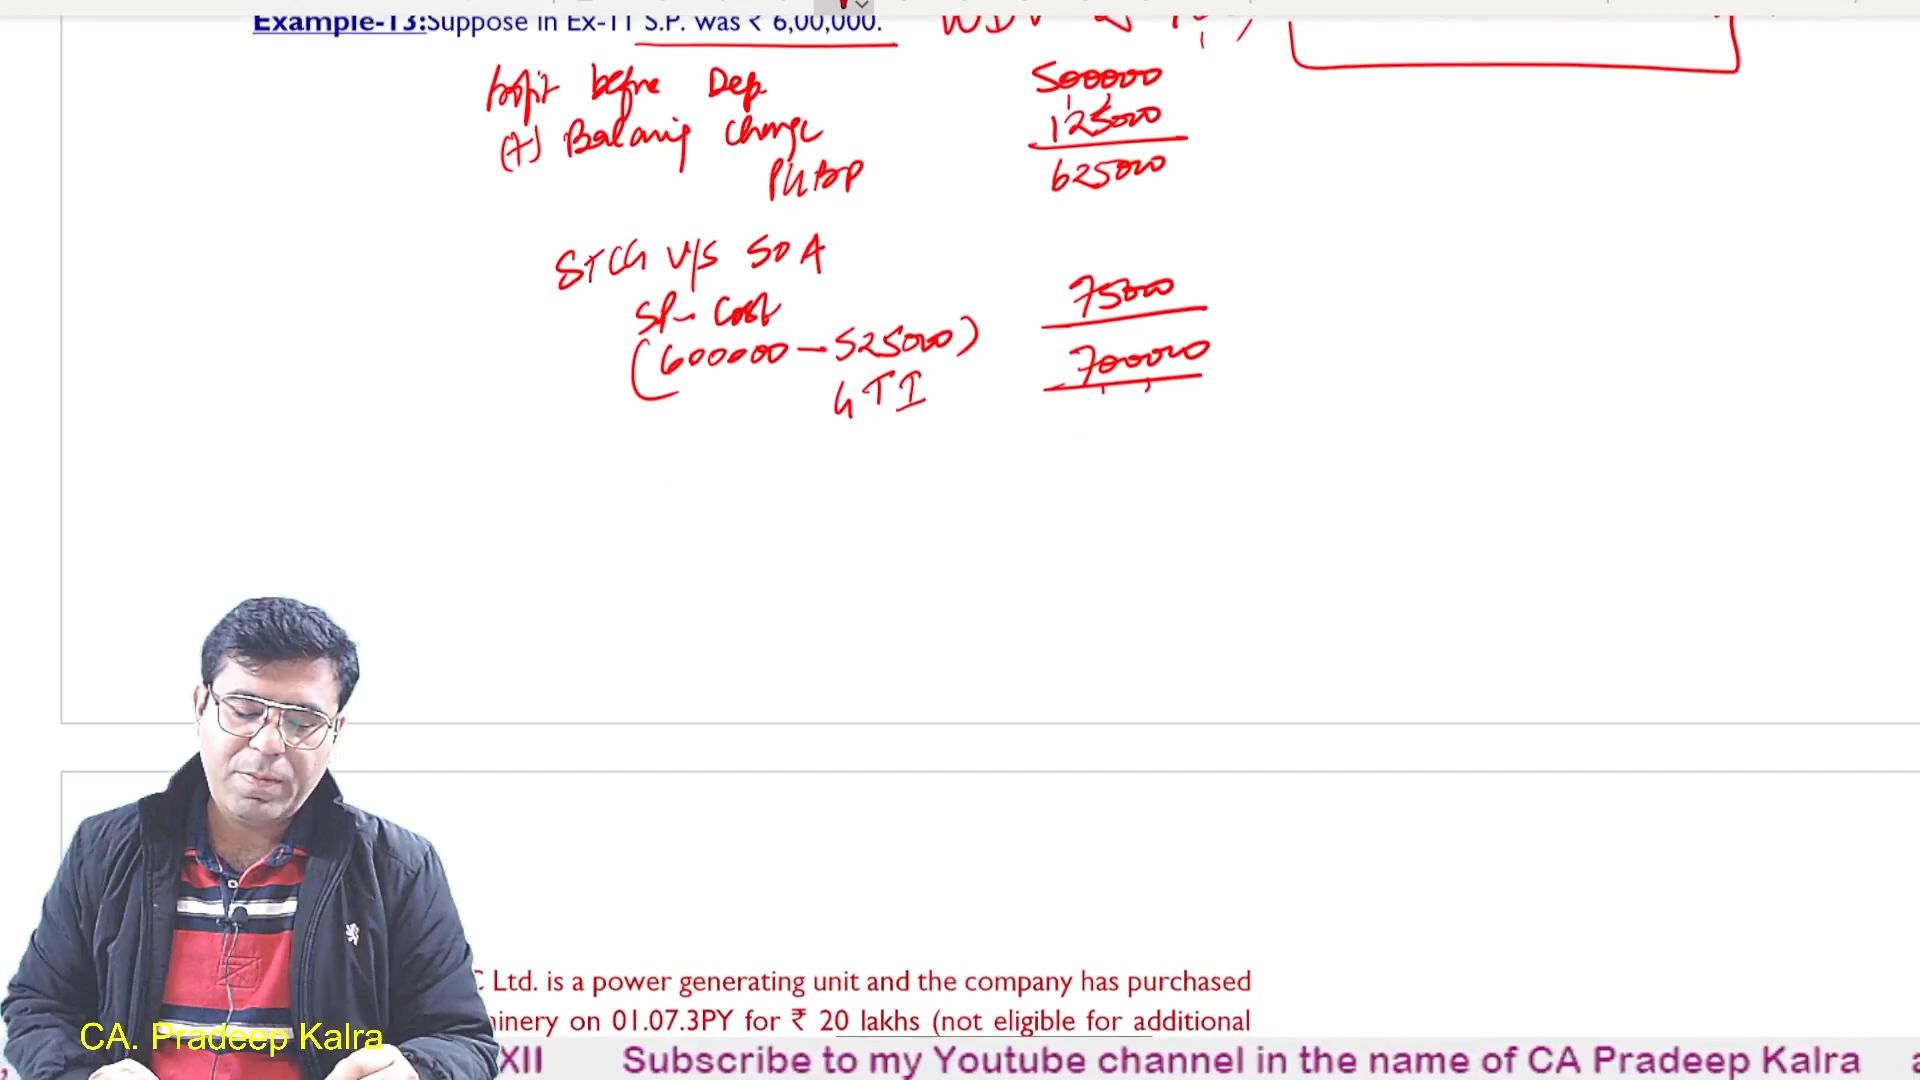 Example-13:Suppose in Ex-11 S.P. was ₹ 6,00,000.
WDV
Profit before Dep. 500000
(+) Balancing Charge 125000
PGBP 625000
STCG V/s 50A 75000
SP - Cost
(600000 - 525000)
GTI 700000
C Ltd. is a power generating unit and the company has purchased
inery on 01.07.3PY for ₹ 20 lakhs (not eligible for additional
CA. Pradeep Kalra
XII Subscribe to my Youtube channel in the name of CA Pradeep Kalra